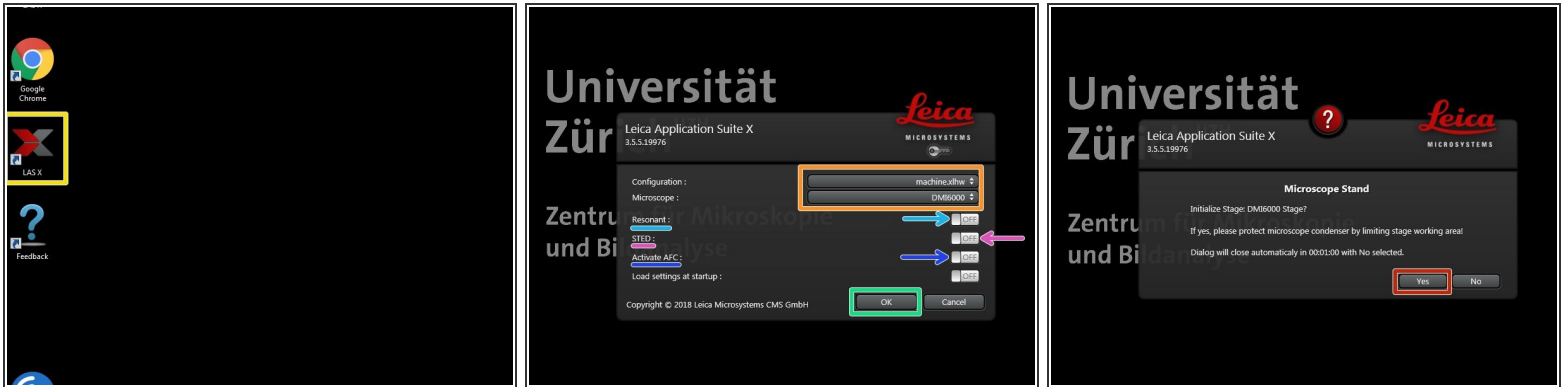 Google
Chrome
LAS X
Feedback
Universität
Zür
Leica Application Suite X
3.5.5.19976
Leica
MICROSYSTEMS
Configuration :
machine.xlhw
Microscope :
DMI6000
Zentrum für Mikroskopie
und Bildanalyse
Resonant :
OFF
STED :
OFF
Activate AFC :
OFF
Load settings at startup :
OFF
Copyright © 2018 Leica Microsystems CMS GmbH
OK
Cancel
Universität
Zür
?
Leica Application Suite X
3.5.5.19976
Leica
MICROSYSTEMS
Microscope Stand
Initialize Stage: DMI6000 Stage?
If yes, please protect microscope condenser by limiting stage working area!
Dialog will close automaticaly in 00:01:00 with No selected.
Zentrum für Mikroskopie
und Bildanalyse
Yes
No